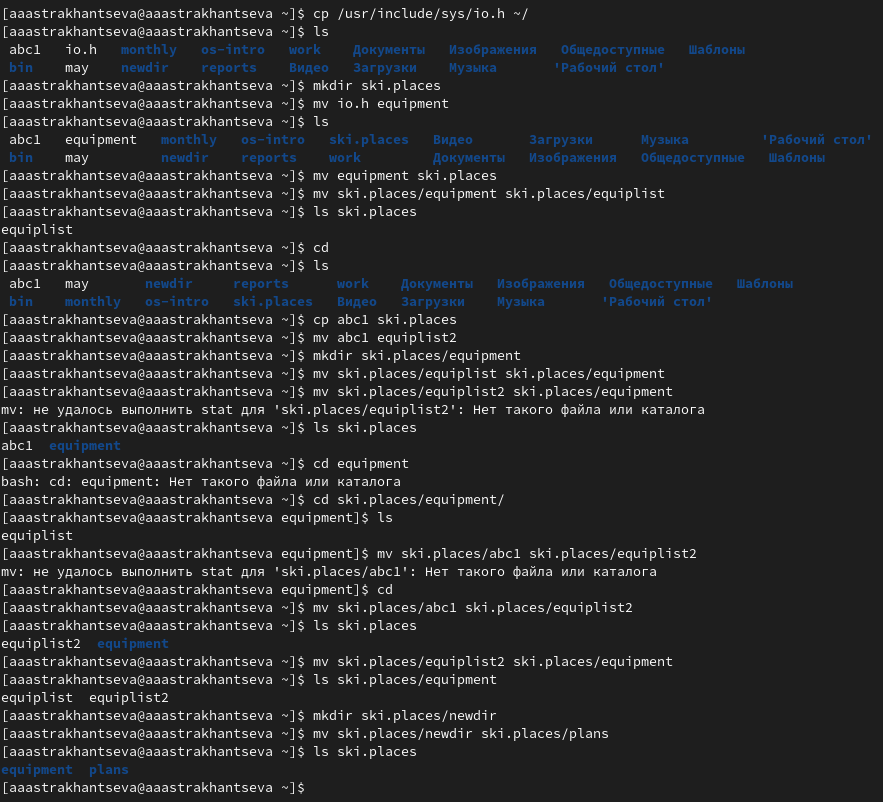 [aaastrakhantseva@aaastrakhantseva ~]$ cp /usr/include/sys/io.h ~/
[aaastrakhantseva@aaastrakhantseva ~]$ ls
abc1 io.h monthly os-intro work Документы Изображения Общедоступные Шаблоны
bin may newdir reports Видео Загрузки Музыка 'Рабочий стол'
[aaastrakhantseva@aaastrakhantseva ~]$ mkdir ski.places
[aaastrakhantseva@aaastrakhantseva ~]$ mv io.h equipment
[aaastrakhantseva@aaastrakhantseva ~]$ ls
abc1 equipment monthly os-intro ski.places Видео Загрузки Музыка 'Рабочий стол'
bin may newdir reports work Документы Изображения Общедоступные Шаблоны
[aaastrakhantseva@aaastrakhantseva ~]$ mv equipment ski.places
[aaastrakhantseva@aaastrakhantseva ~]$ mv ski.places/equipment ski.places/equiplist
[aaastrakhantseva@aaastrakhantseva ~]$ ls ski.places
equiplist
[aaastrakhantseva@aaastrakhantseva ~]$ cd
[aaastrakhantseva@aaastrakhantseva ~]$ ls
abc1 may newdir reports work Документы Изображения Общедоступные Шаблоны
bin monthly os-intro ski.places Видео Загрузки Музыка 'Рабочий стол'
[aaastrakhantseva@aaastrakhantseva ~]$ cp abc1 ski.places
[aaastrakhantseva@aaastrakhantseva ~]$ mv abc1 equiplist2
[aaastrakhantseva@aaastrakhantseva ~]$ mkdir ski.places/equipment
[aaastrakhantseva@aaastrakhantseva ~]$ mv ski.places/equiplist ski.places/equipment
[aaastrakhantseva@aaastrakhantseva ~]$ mv ski.places/equiplist2 ski.places/equipment
mv: не удалось выполнить stat для 'ski.places/equiplist2': Нет такого файла или каталога
[aaastrakhantseva@aaastrakhantseva ~]$ ls ski.places
abc1 equipment
[aaastrakhantseva@aaastrakhantseva ~]$ cd equipment
bash: cd: equipment: Нет такого файла или каталога
[aaastrakhantseva@aaastrakhantseva ~]$ cd ski.places/equipment/
[aaastrakhantseva@aaastrakhantseva equipment]$ ls
equiplist
[aaastrakhantseva@aaastrakhantseva equipment]$ mv ski.places/abc1 ski.places/equiplist2
mv: не удалось выполнить stat для 'ski.places/abc1': Нет такого файла или каталога
[aaastrakhantseva@aaastrakhantseva equipment]$ cd
[aaastrakhantseva@aaastrakhantseva ~]$ mv ski.places/abc1 ski.places/equiplist2
[aaastrakhantseva@aaastrakhantseva ~]$ ls ski.places
equiplist2 equipment
[aaastrakhantseva@aaastrakhantseva ~]$ mv ski.places/equiplist2 ski.places/equipment
[aaastrakhantseva@aaastrakhantseva ~]$ ls ski.places/equipment
equiplist equiplist2
[aaastrakhantseva@aaastrakhantseva ~]$ mkdir ski.places/newdir
[aaastrakhantseva@aaastrakhantseva ~]$ mv ski.places/newdir ski.places/plans
[aaastrakhantseva@aaastrakhantseva ~]$ ls ski.places
equipment plans
[aaastrakhantseva@aaastrakhantseva ~]$